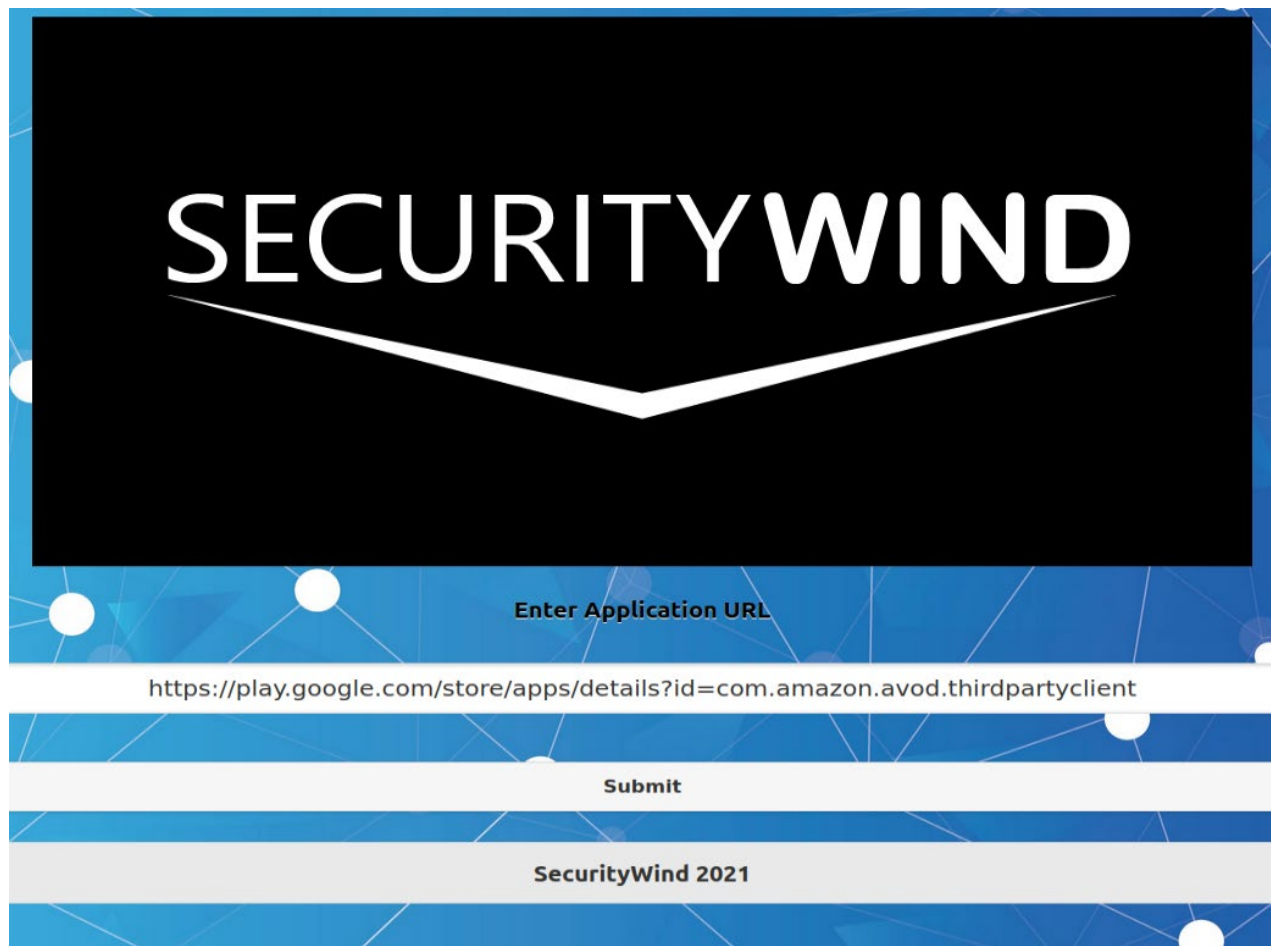 SECURITYWIND
Enter Application URL
https://play.google.com/store/apps/details?id=com.amazon.avod.thirdpartyclient
Submit
SecurityWind 2021